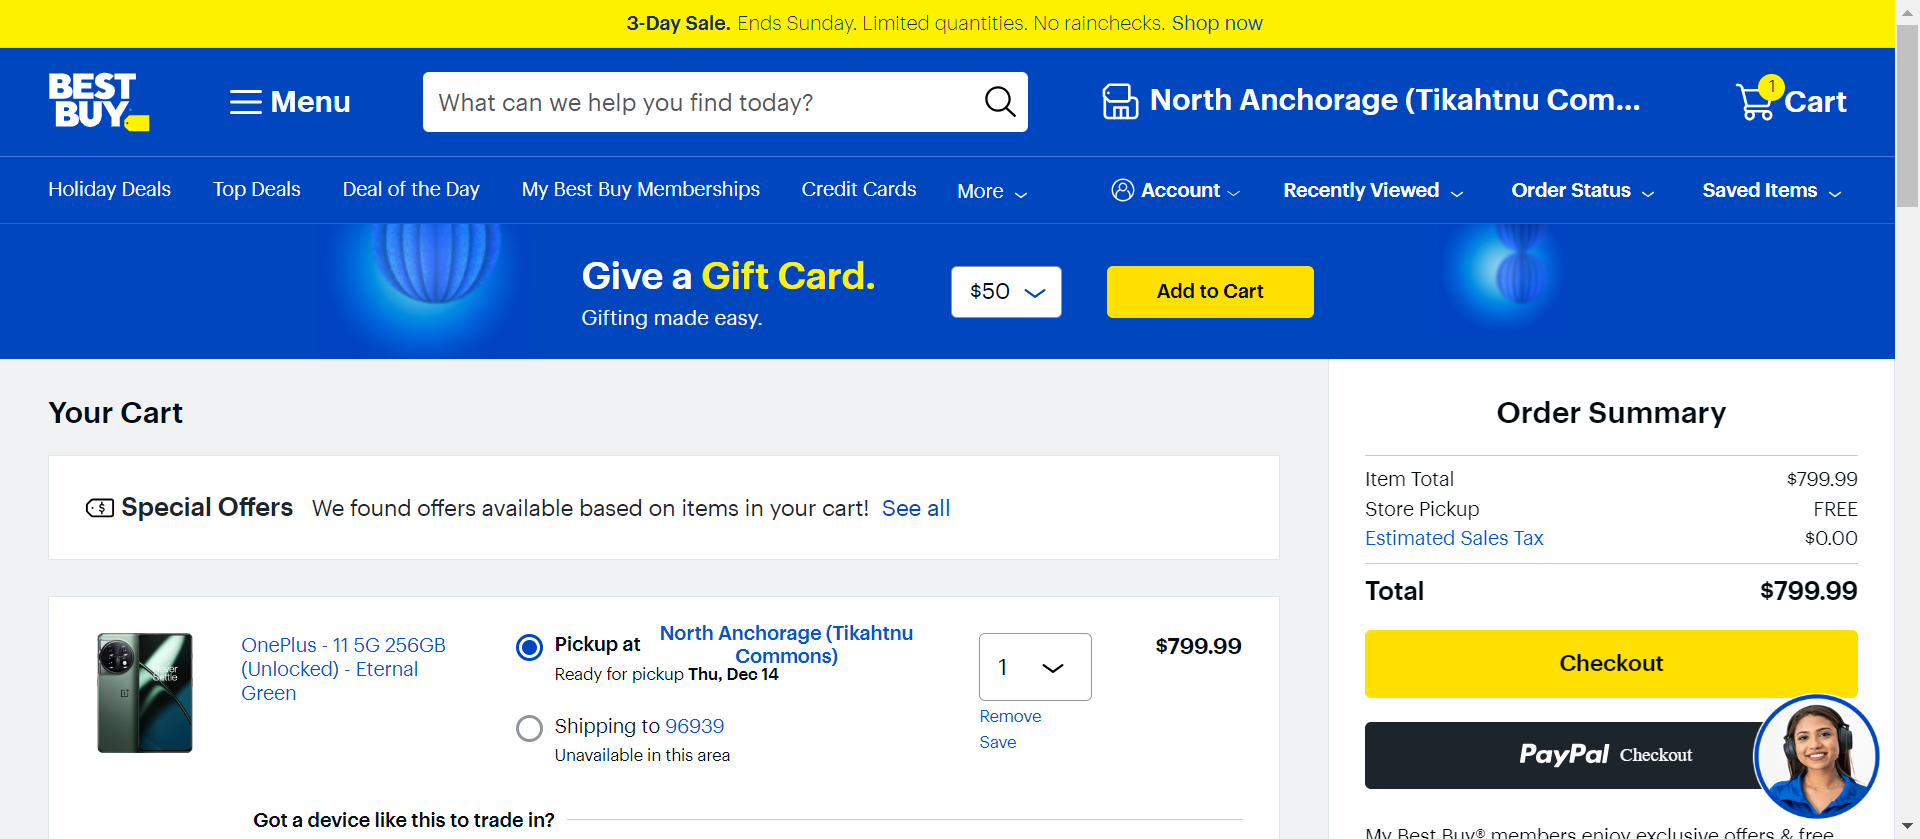 3-Day Sale. Ends Sunday. Limited quantities. No rainchecks. Shop now
BEST BUY
Menu
What can we help you find today?
North Anchorage (Tikahtnu Com...
1
Cart
Holiday Deals
Top Deals
Deal of the Day
My Best Buy Memberships
Credit Cards
More
Account
Recently Viewed
Order Status
Saved Items
Give a Gift Card.
Gifting made easy.
$50
Add to Cart
Your Cart
Special Offers We found offers available based on items in your cart! See all
OnePlus - 11 5G 256GB
(Unlocked) - Eternal
Green
Never
Settle
Pickup at North Anchorage (Tikahtnu
Commons)
Ready for pickup Thu, Dec 14
Shipping to 96939
Unavailable in this area
1
Remove
Save
$799.99
Got a device like this to trade in?
Order Summary
Item Total $799.99
Store Pickup FREE
Estimated Sales Tax $0.00
Total $799.99
Checkout
PayPal Checkout
My Best Buy® members enjoy exclusive offers & free